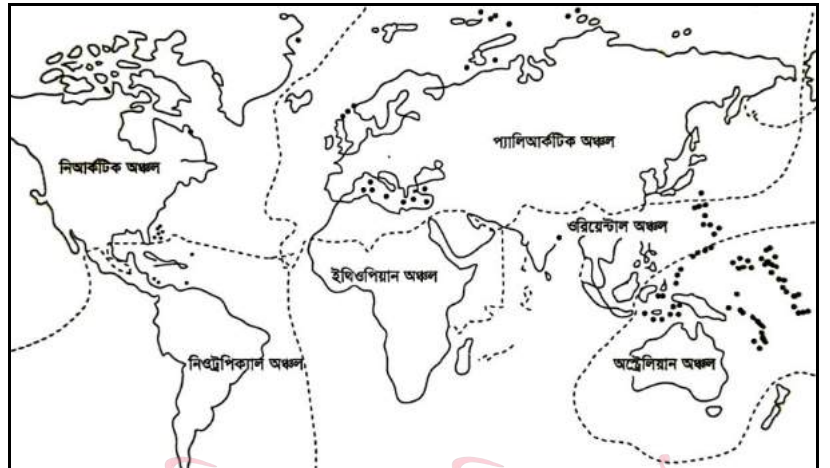 প্যালিআর্কটিক অঞ্চল
নিআর্কটিক অঞ্চল
ওরিয়েন্টাল অঞ্চল
ইথিওপিয়ান অঞ্চল
নিওট্রপিক্যাল অঞ্চল
অস্ট্রেলিয়ান অঞ্চল